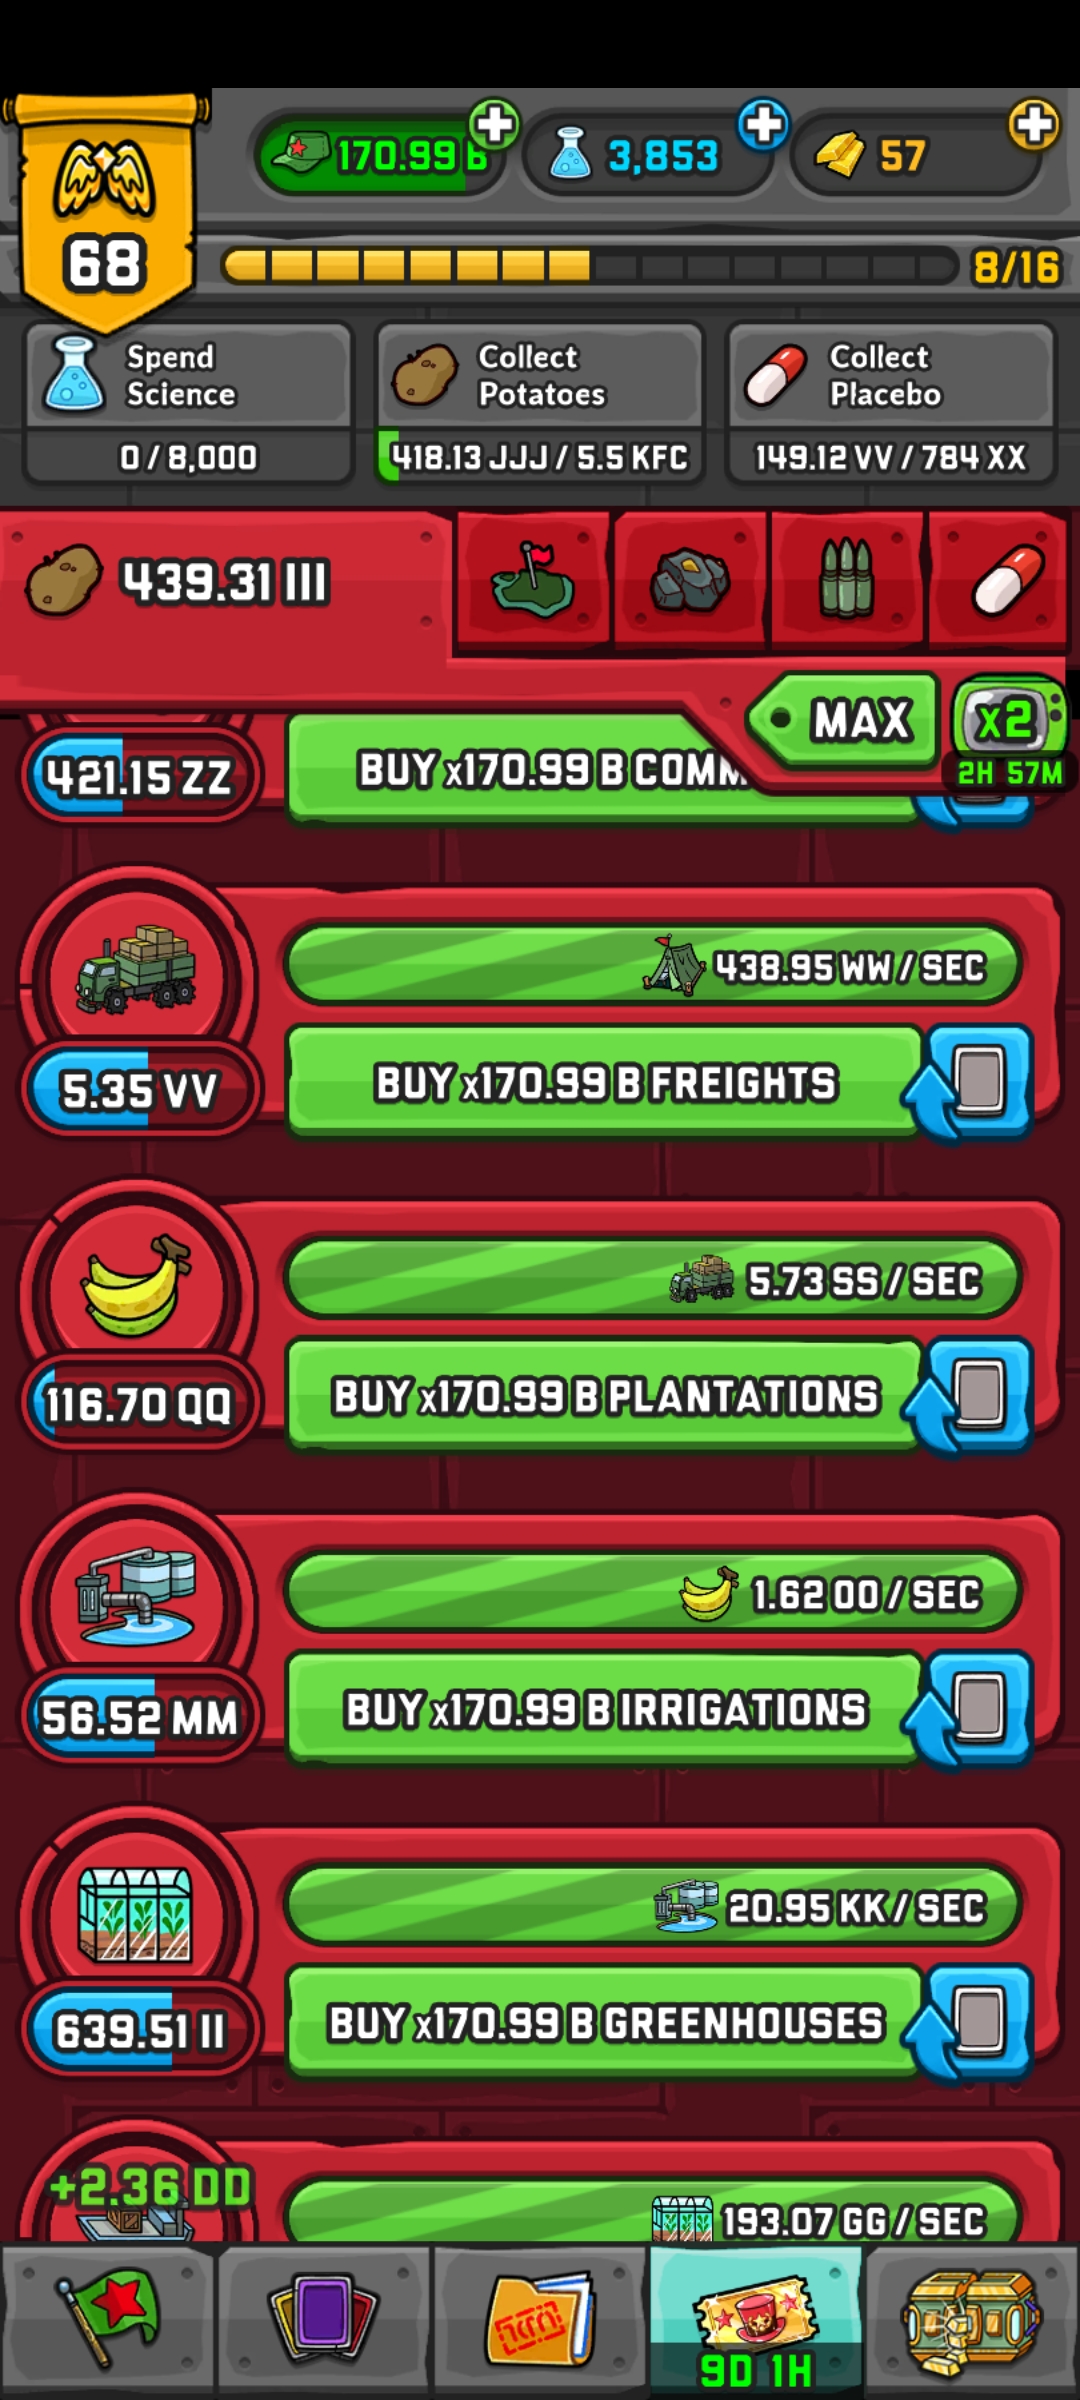 170.99 B
3,853
57
68
8/16
Spend
Science
0 / 8,000
Collect
Potatoes
418.13 JJJ / 5.5 KFC
Collect
Placebo
149.12 VV / 784 XX
439.31 III
MAX
x2
2H 57M
421.15 ZZ
BUY x170.99 B COMM
438.95 WW / SEC
5.35 VV
BUY x170.99 B FREIGHTS
5.73 SS / SEC
116.70 QQ
BUY x170.99 B PLANTATIONS
1.62 OO / SEC
56.52 MM
BUY x170.99 B IRRIGATIONS
20.95 KK / SEC
639.51 II
BUY x170.99 B GREENHOUSES
+2.36 DD
193.07 GG / SEC
9D 1H